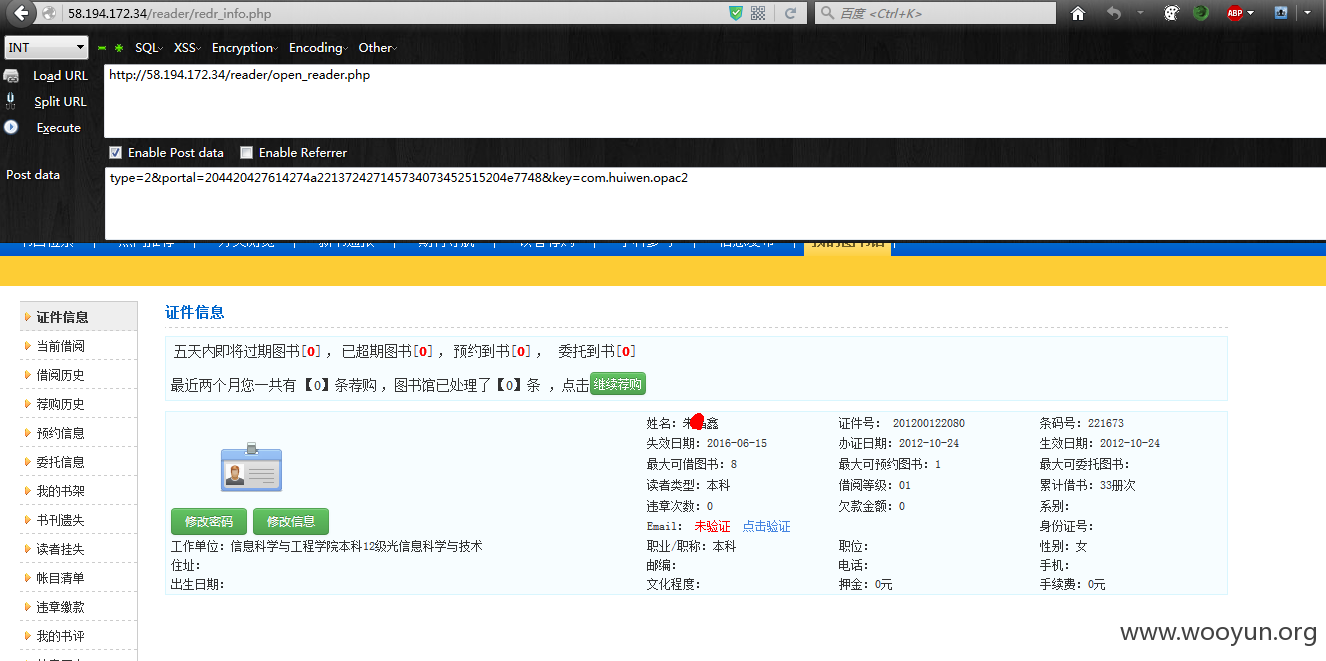 58.194.172.34/reader/redr_info.php
百度 <Ctrl+K>
ABP
INT
SQL
XSS
Encryption
Encoding
Other
Load URL
http://58.194.172.34/reader/open_reader.php
Split URL
Execute
Enable Post data
Enable Referrer
Post data
type=2&portal=204420427614274a221372427145734073452515204e7748&key=com.huiwen.opac2
证件信息
当前借阅
借阅历史
荐购历史
预约信息
委托信息
我的书架
书刊遗失
读者挂失
帐目清单
违章缴款
我的书评
证件信息
五天内即将过期图书[0] ，已超期图书[0]，预约到书[0] ， 委托到书[0]
最近两个月您一共有 【0】条荐购 ，图书馆已处理了【0】条 ，点击继续荐购
修改密码
修改信息
姓名: 朱 鑫 证件号: 201200122080 条码号: 221673
失效日期: 2016-06-15 办证日期: 2012-10-24 生效日期: 2012-10-24
最大可借图书: 8 最大可预约图书: 1 最大可委托图书:
读者类型: 本科 借阅等级: 01 累计借书: 33册次
违章次数: 0 欠款金额: 0 系别:
Email: 未验证 点击验证 身份证号:
工作单位: 信息科学与工程学院本科12级光信息科学与技术 职业/职称: 本科 职位: 性别: 女
住址: 邮编: 电话: 手机:
出生日期: 文化程度: 押金: 0元 手续费: 0元
www.wooyun.org